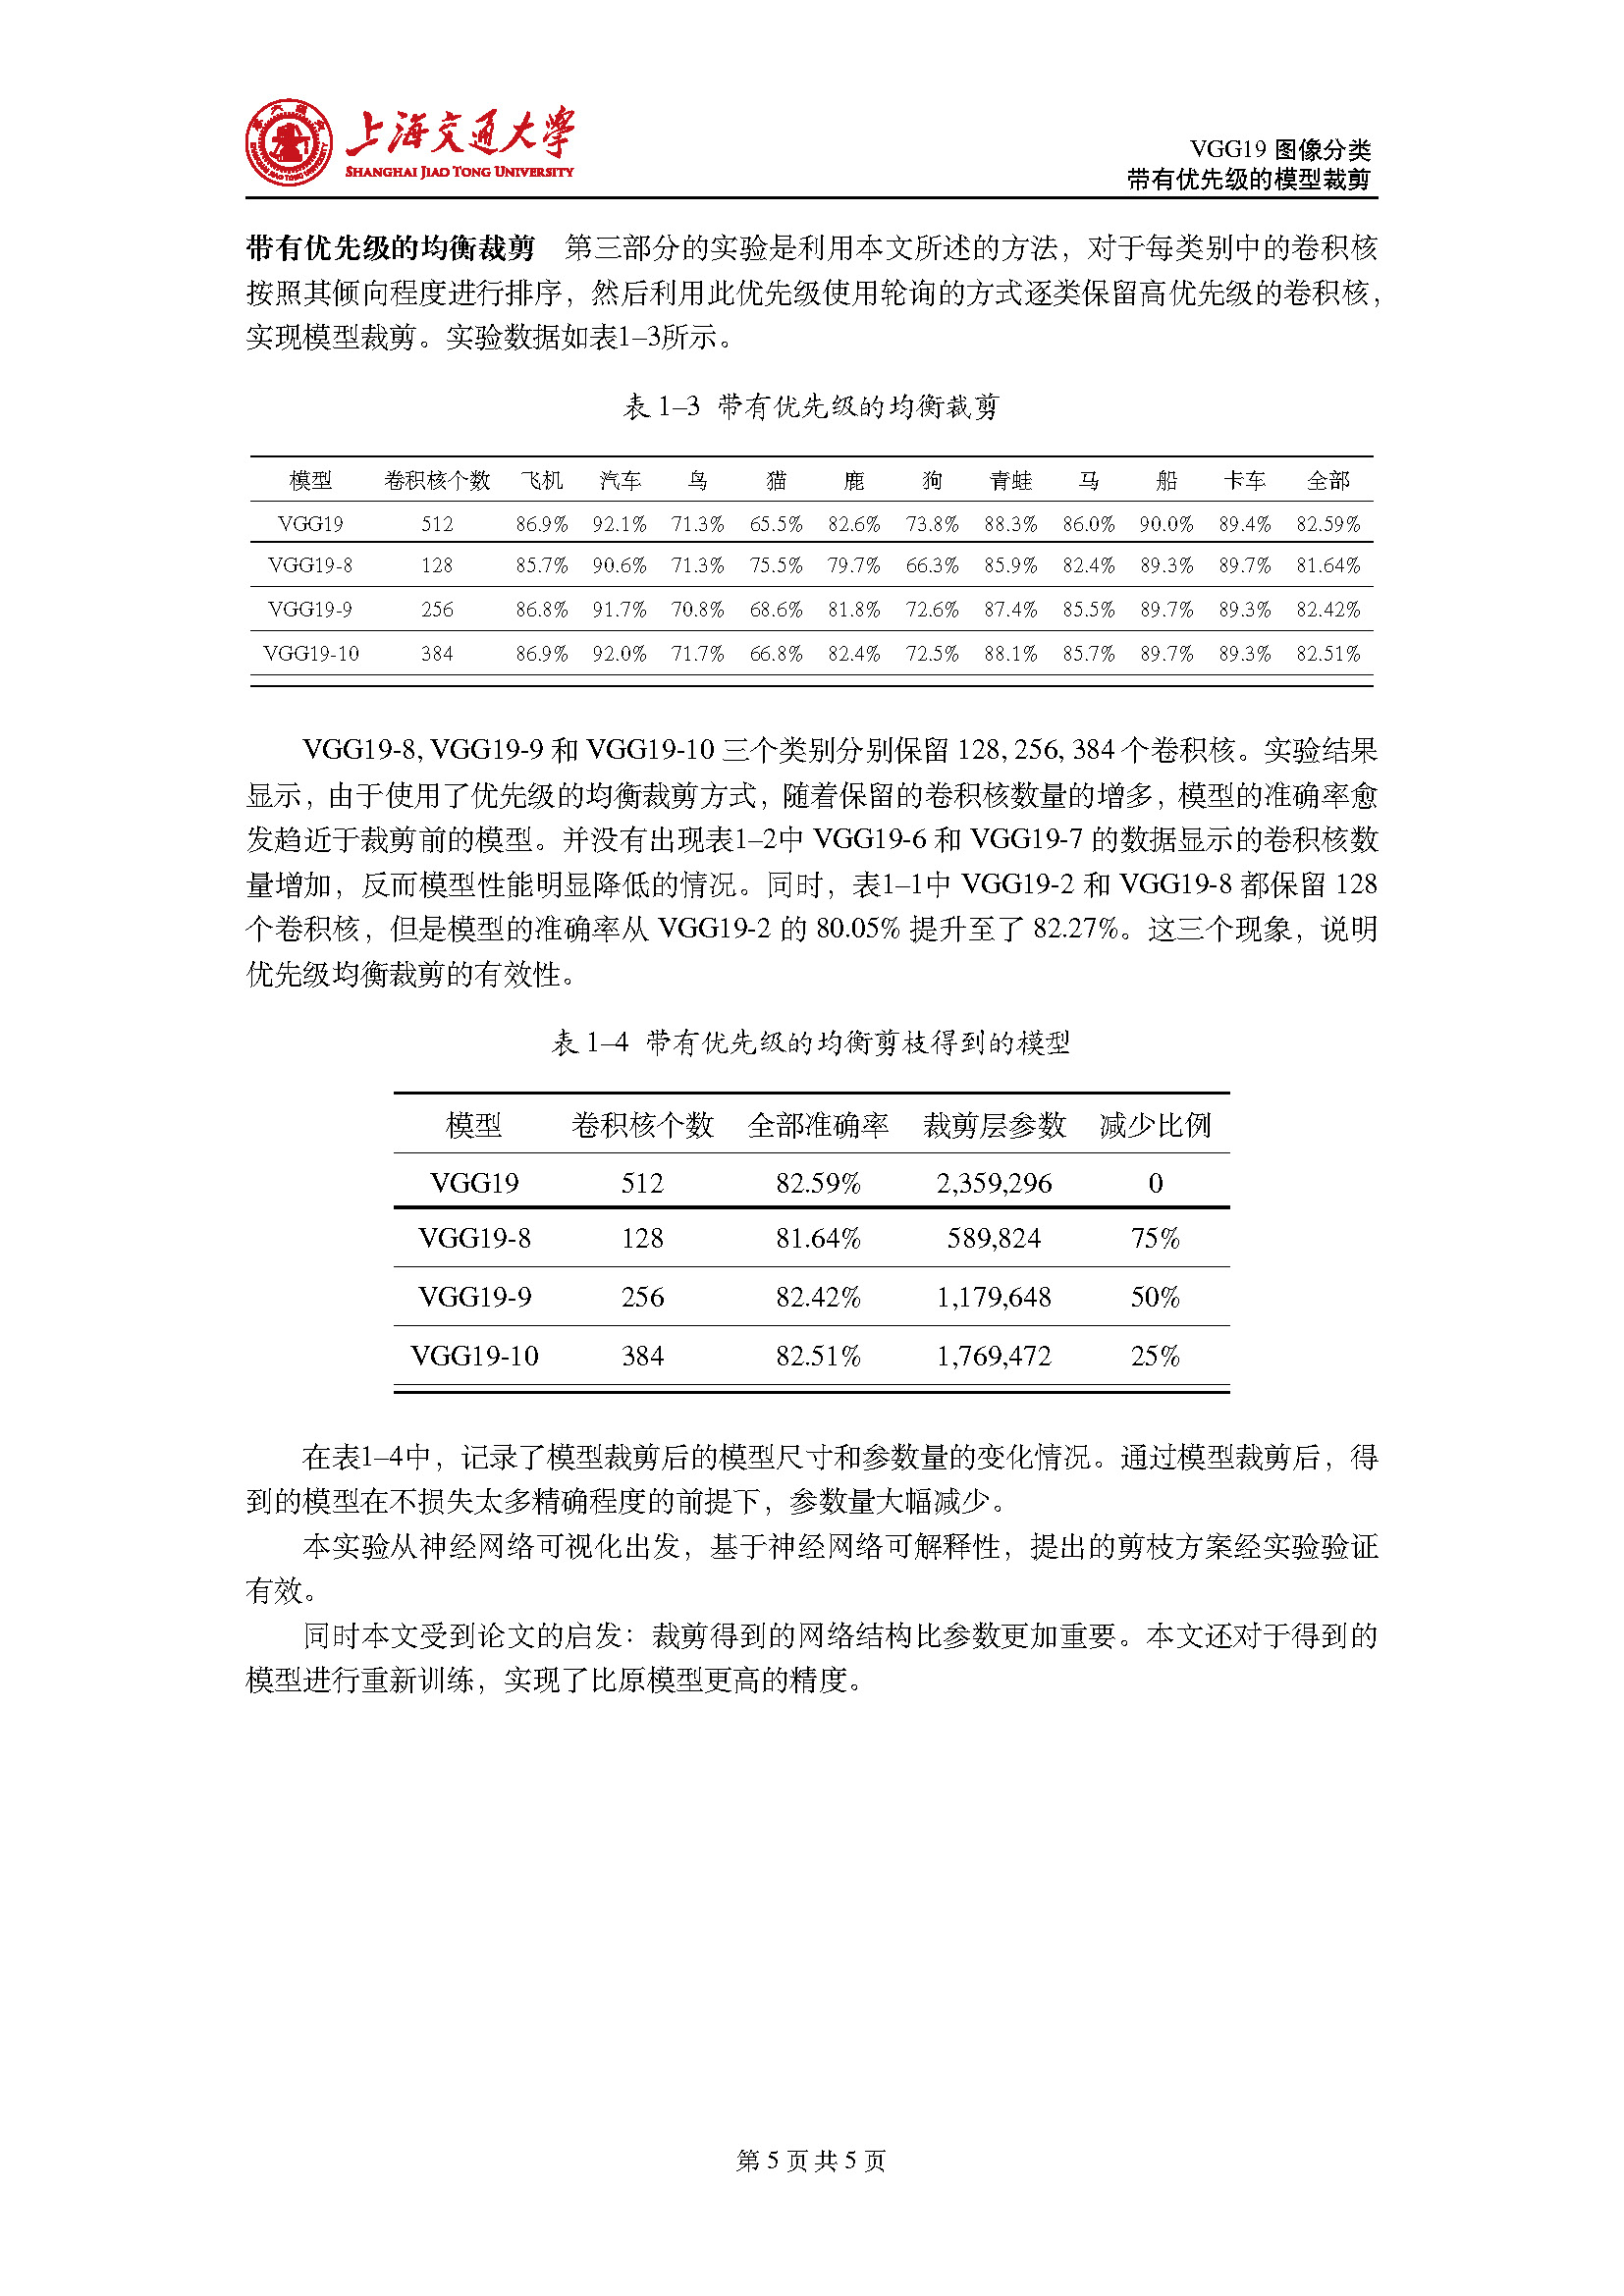 上海交通大学
SHANGHAI JIAO TONG UNIVERSITY
VGG19 图像分类
带有优先级的模型裁剪
带有优先级的均衡裁剪 第三部分的实验是利用本文所述的方法，对于每类别中的卷积核
按照其倾向程度进行排序，然后利用此优先级使用轮询的方式逐类保留高优先级的卷积核，
实现模型裁剪。实验数据如表1–3所示。
表 1–3 带有优先级的均衡裁剪
模型 卷积核个数 飞机 汽车 鸟 猫 鹿 狗 青蛙 马 船 卡车 全部
VGG19 512 86.9% 92.1% 71.3% 65.5% 82.6% 73.8% 88.3% 86.0% 90.0% 89.4% 82.59%
VGG19-8 128 85.7% 90.6% 71.3% 75.5% 79.7% 66.3% 85.9% 82.4% 89.3% 89.7% 81.64%
VGG19-9 256 86.8% 91.7% 70.8% 68.6% 81.8% 72.6% 87.4% 85.5% 89.7% 89.3% 82.42%
VGG19-10 384 86.9% 92.0% 71.7% 66.8% 82.4% 72.5% 88.1% 85.7% 89.7% 89.3% 82.51%
VGG19-8, VGG19-9 和 VGG19-10 三个类别分别保留 128, 256, 384 个卷积核。实验结果
显示，由于使用了优先级的均衡裁剪方式，随着保留的卷积核数量的增多，模型的准确率愈
发趋近于裁剪前的模型。并没有出现表1–2中 VGG19-6 和 VGG19-7 的数据显示的卷积核数
量增加，反而模型性能明显降低的情况。同时，表1–1中 VGG19-2 和 VGG19-8 都保留 128
个卷积核，但是模型的准确率从 VGG19-2 的 80.05% 提升至了 82.27%。这三个现象，说明
优先级均衡裁剪的有效性。
表 1–4 带有优先级的均衡剪枝得到的模型
模型 卷积核个数 全部准确率 裁剪层参数 减少比例
VGG19 512 82.59% 2,359,296 0
VGG19-8 128 81.64% 589,824 75%
VGG19-9 256 82.42% 1,179,648 50%
VGG19-10 384 82.51% 1,769,472 25%
在表1–4中，记录了模型裁剪后的模型尺寸和参数量的变化情况。通过模型裁剪后，得
到的模型在不损失太多精确程度的前提下，参数量大幅减少。
本实验从神经网络可视化出发，基于神经网络可解释性，提出的剪枝方案经实验验证
有效。
同时本文受到论文的启发：裁剪得到的网络结构比参数更加重要。本文还对于得到的
模型进行重新训练，实现了比原模型更高的精度。
第 5 页 共 5 页